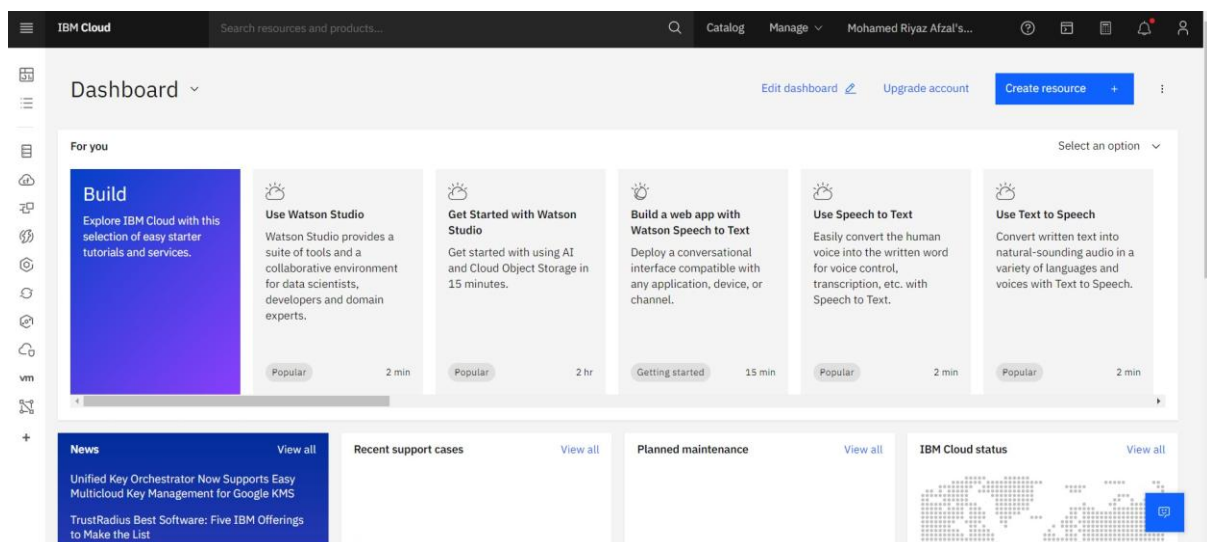 IBM Cloud
Search resources and products...
Catalog
Manage
Mohamed Riyaz Afzal's...
Dashboard
Edit dashboard
Upgrade account
Create resource +
For you
Select an option
Build
Explore IBM Cloud with this
selection of easy starter
tutorials and services.
Use Watson Studio
Watson Studio provides a
suite of tools and a
collaborative environment
for data scientists,
developers and domain
experts.
Popular
2 min
Get Started with Watson
Studio
Get started with using AI
and Cloud Object Storage in
15 minutes.
Popular
2 hr
Build a web app with
Watson Speech to Text
Deploy a conversational
interface compatible with
any application, device, or
channel.
Getting started
15 min
Use Speech to Text
Easily convert the human
voice into the written word
for voice control,
transcription, etc. with
Speech to Text.
Popular
2 min
Use Text to Speech
Convert written text into
natural-sounding audio in a
variety of languages and
voices with Text to Speech.
Popular
2 min
vm
News
View all
Unified Key Orchestrator Now Supports Easy
Multicloud Key Management for Google KMS
TrustRadius Best Software: Five IBM Offerings
to Make the List
Recent support cases
View all
Planned maintenance
View all
IBM Cloud status
View all